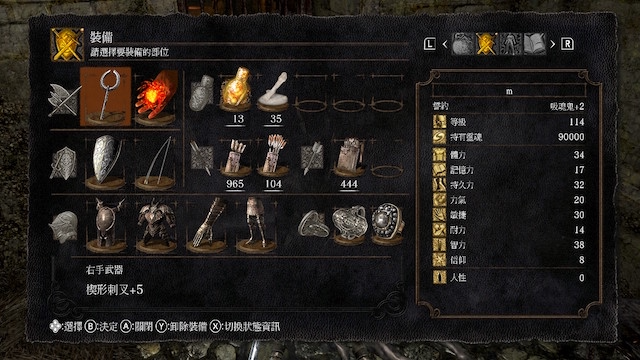 裝備
請選擇要裝備的部位
L R
13 35
965 104 444
右手武器
楔形刺叉+5
:選擇 B:決定 A:關閉 Y:卸除裝備 X:切換狀態資訊
m
誓約 吸魂鬼+2
等級 114
持有靈魂 90000
體力 34
記憶力 17
持久力 32
力氣 20
敏捷 30
耐力 14
智力 38
信仰 8
人性 0